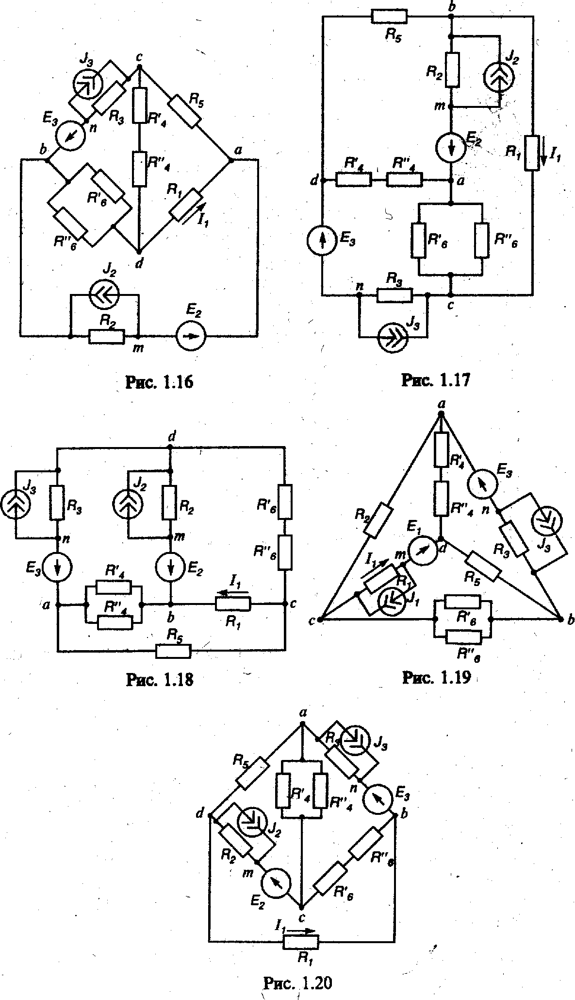 J₃
c
E₃
R₃
n
R'₄
R₅
b
a
R''₄
R'₆
R₁
I₁
R''₆
d
J₂
R₂
E₂
m
Рис. 1.16
b
R₅
R₂
J₂
m
E₂
R₁
I₁
d
R'₄
R''₄
a
E₃
R'₆
R''₆
n
R₃
c
J₃
Рис. 1.17
d
J₃
R₃
J₂
R₂
R'₆
n
m
R''₆
E₃
E₂
R'₄
I₁
a
R''₄
b
R₁
c
R₅
Рис. 1.18
a
R'₄
E₃
R₂
R''₄
n
E₁
J₃
d
R₃
m
I₁
R₁
R₅
J₁
c
R'₆
b
R''₆
Рис. 1.19
a
J₃
R₅
n
R'₄
R''₄
E₃
d
b
J₂
R₂
m
R''₆
E₂
R'₆
c
I₁
R₁
Рис. 1.20